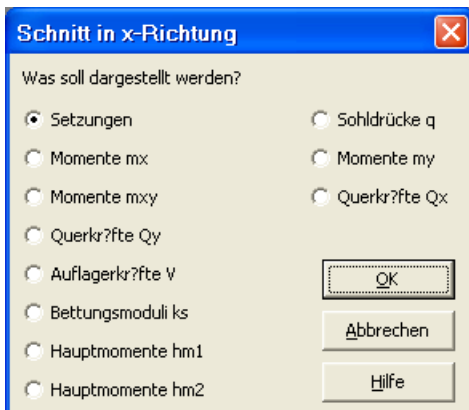 Schnitt in x-Richtung
Was soll dargestellt werden?
Setzungen
Sohldrücke q
Momente mx
Momente my
Momente mxy
Querkr?fte Qx
Querkr?fte Qy
Auflagerkr?fte V
OK
Bettungsmoduli ks
Abbrechen
Hauptmomente hm1
Hauptmomente hm2
Hilfe